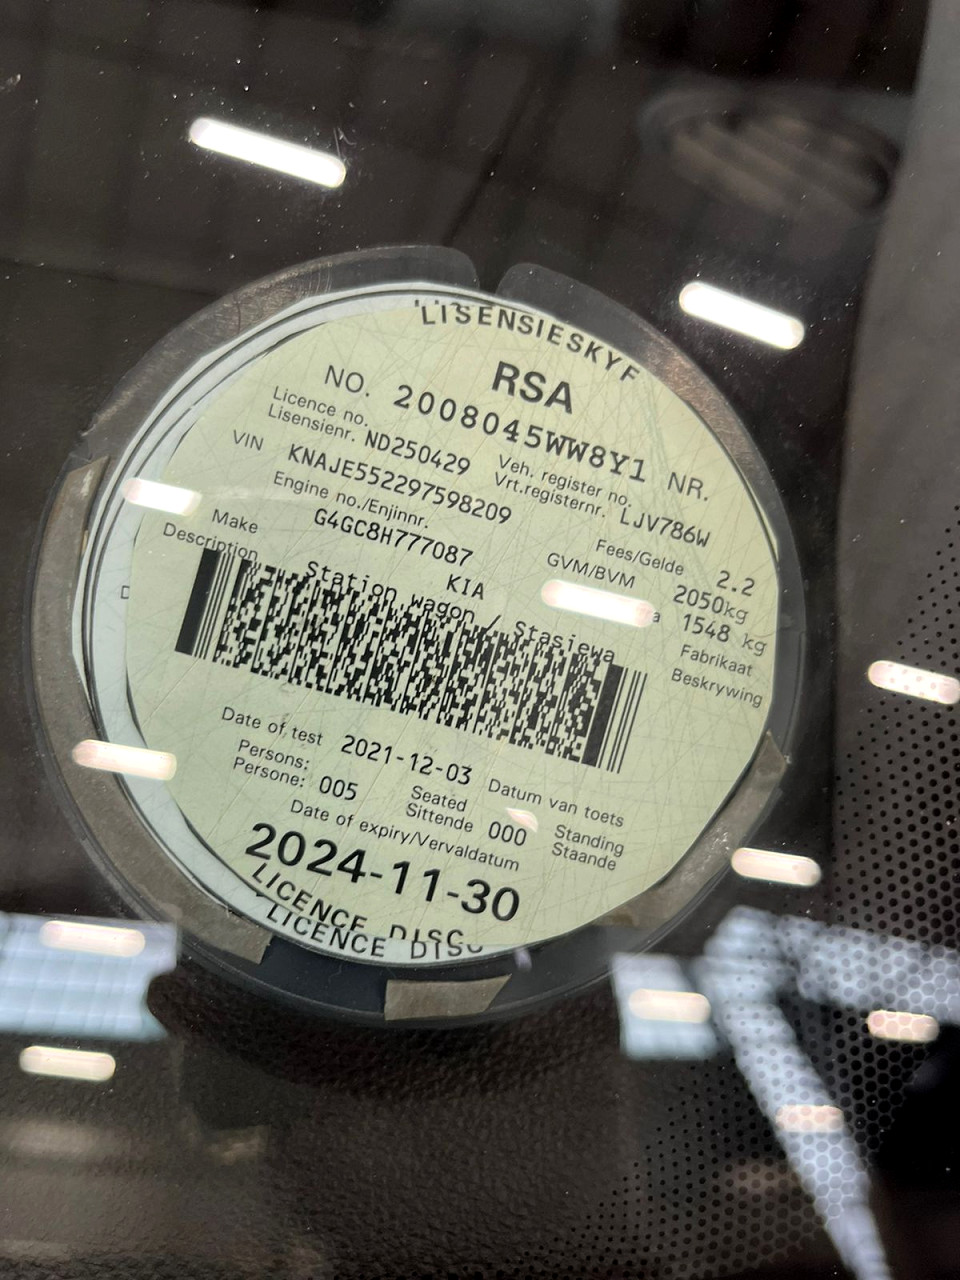 LISENSIESKYF
RSA
NO. 2008045WW8Y1 NR.
Licence no.
Lisensienr. ND250429
Veh. register no.
Vrt.registernr. LJV786W
VIN KNAJE552297598209
Engine no./Enjinnr.
G4GC8H777087
Fees/Gelde 2.2
GVM/BVM 2050kg
a 1548 kg
Make KIA Fabrikaat
Description Station wagon / Stasiewa Beskrywing
Date of test 2021-12-03 Datum van toets
Persons:
Persone: 005
Seated
Sittende 000
Standing
Staande
Date of expiry/Vervaldatum
2024-11-30
LICENCE DISC
LICENCE DISC